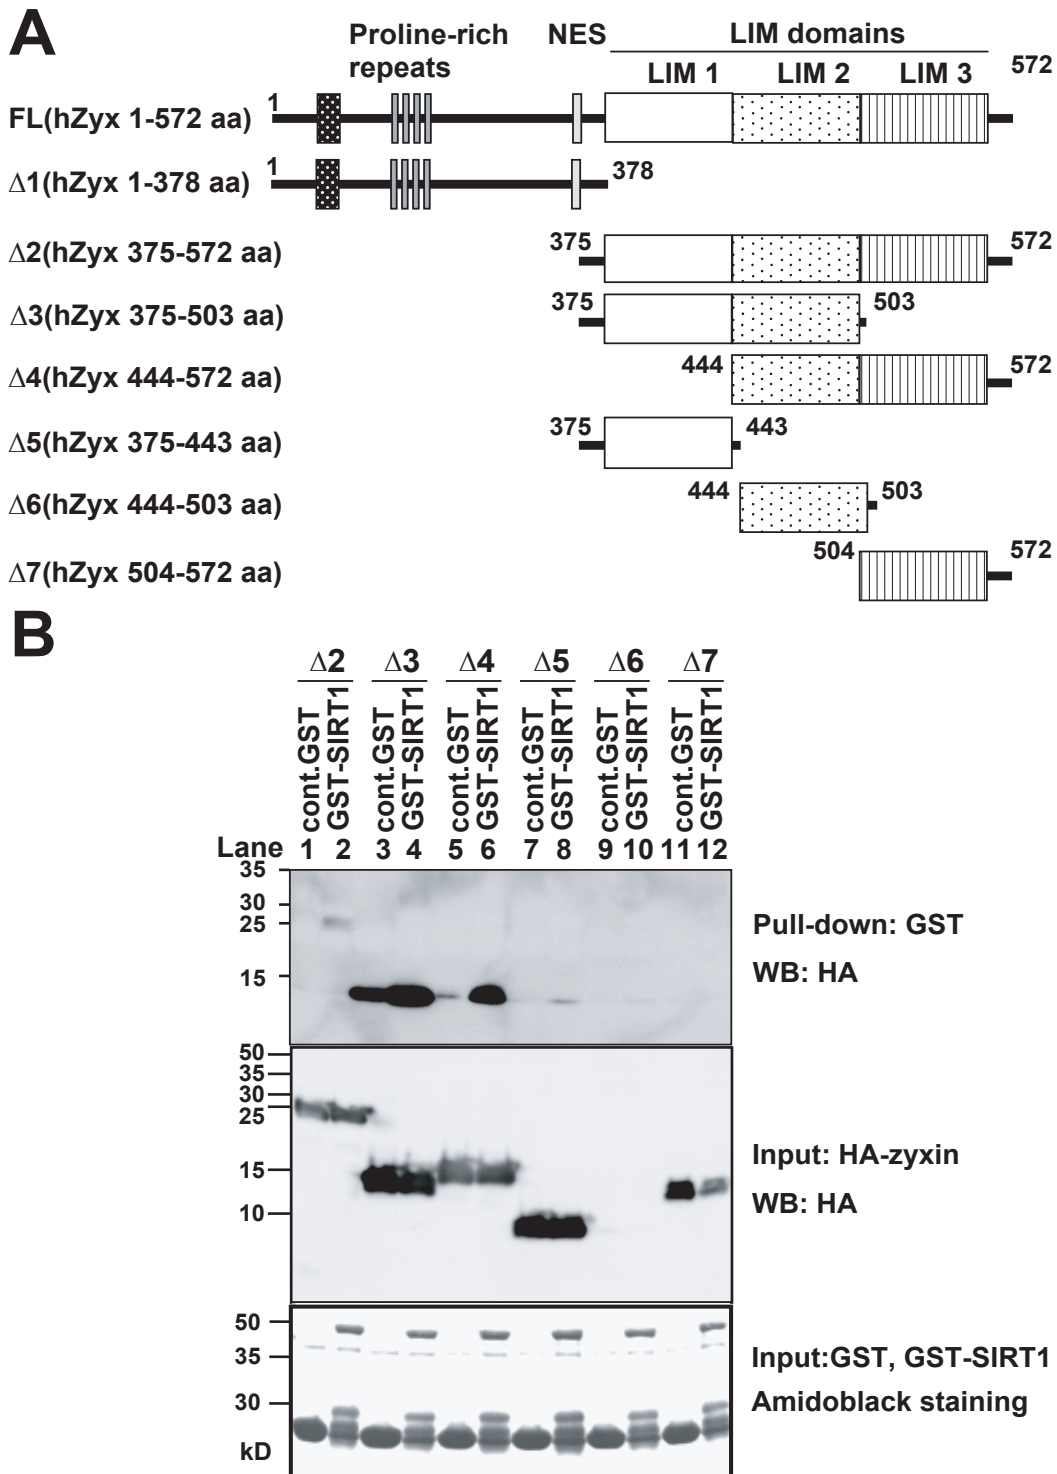 A
Proline-rich repeats
NES
LIM domains
LIM 1
LIM 2
LIM 3
572
FL(hZyx 1-572 aa)
1
Δ1(hZyx 1-378 aa)
1
378
Δ2(hZyx 375-572 aa)
375
572
Δ3(hZyx 375-503 aa)
375
503
Δ4(hZyx 444-572 aa)
444
572
Δ5(hZyx 375-443 aa)
375
443
Δ6(hZyx 444-503 aa)
444
503
Δ7(hZyx 504-572 aa)
504
572
B
Δ2 Δ3 Δ4 Δ5 Δ6 Δ7
cont.GST GST-SIRT1 cont.GST GST-SIRT1 cont.GST GST-SIRT1 cont.GST GST-SIRT1 cont.GST GST-SIRT1 cont.GST GST-SIRT1
Lane 1 2 3 4 5 6 7 8 9 10 11 12
35
30
25
15
Pull-down: GST
WB: HA
50
35
30
25
15
10
Input: HA-zyxin
WB: HA
50
35
30
kD
Input:GST, GST-SIRT1
Amidoblack staining